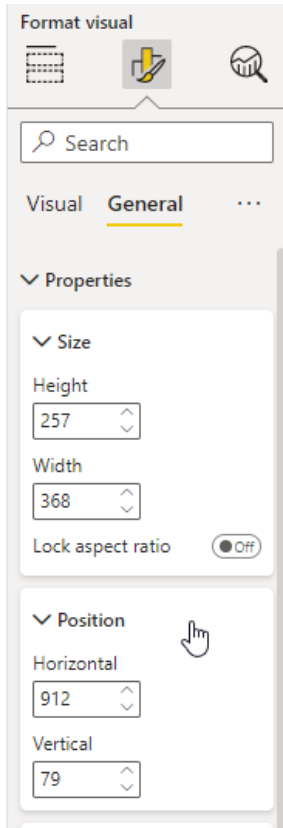 Format visual
Search
Visual General ...
Properties
Size
Height
257
Width
368
Lock aspect ratio Off
Position
Horizontal
912
Vertical
79